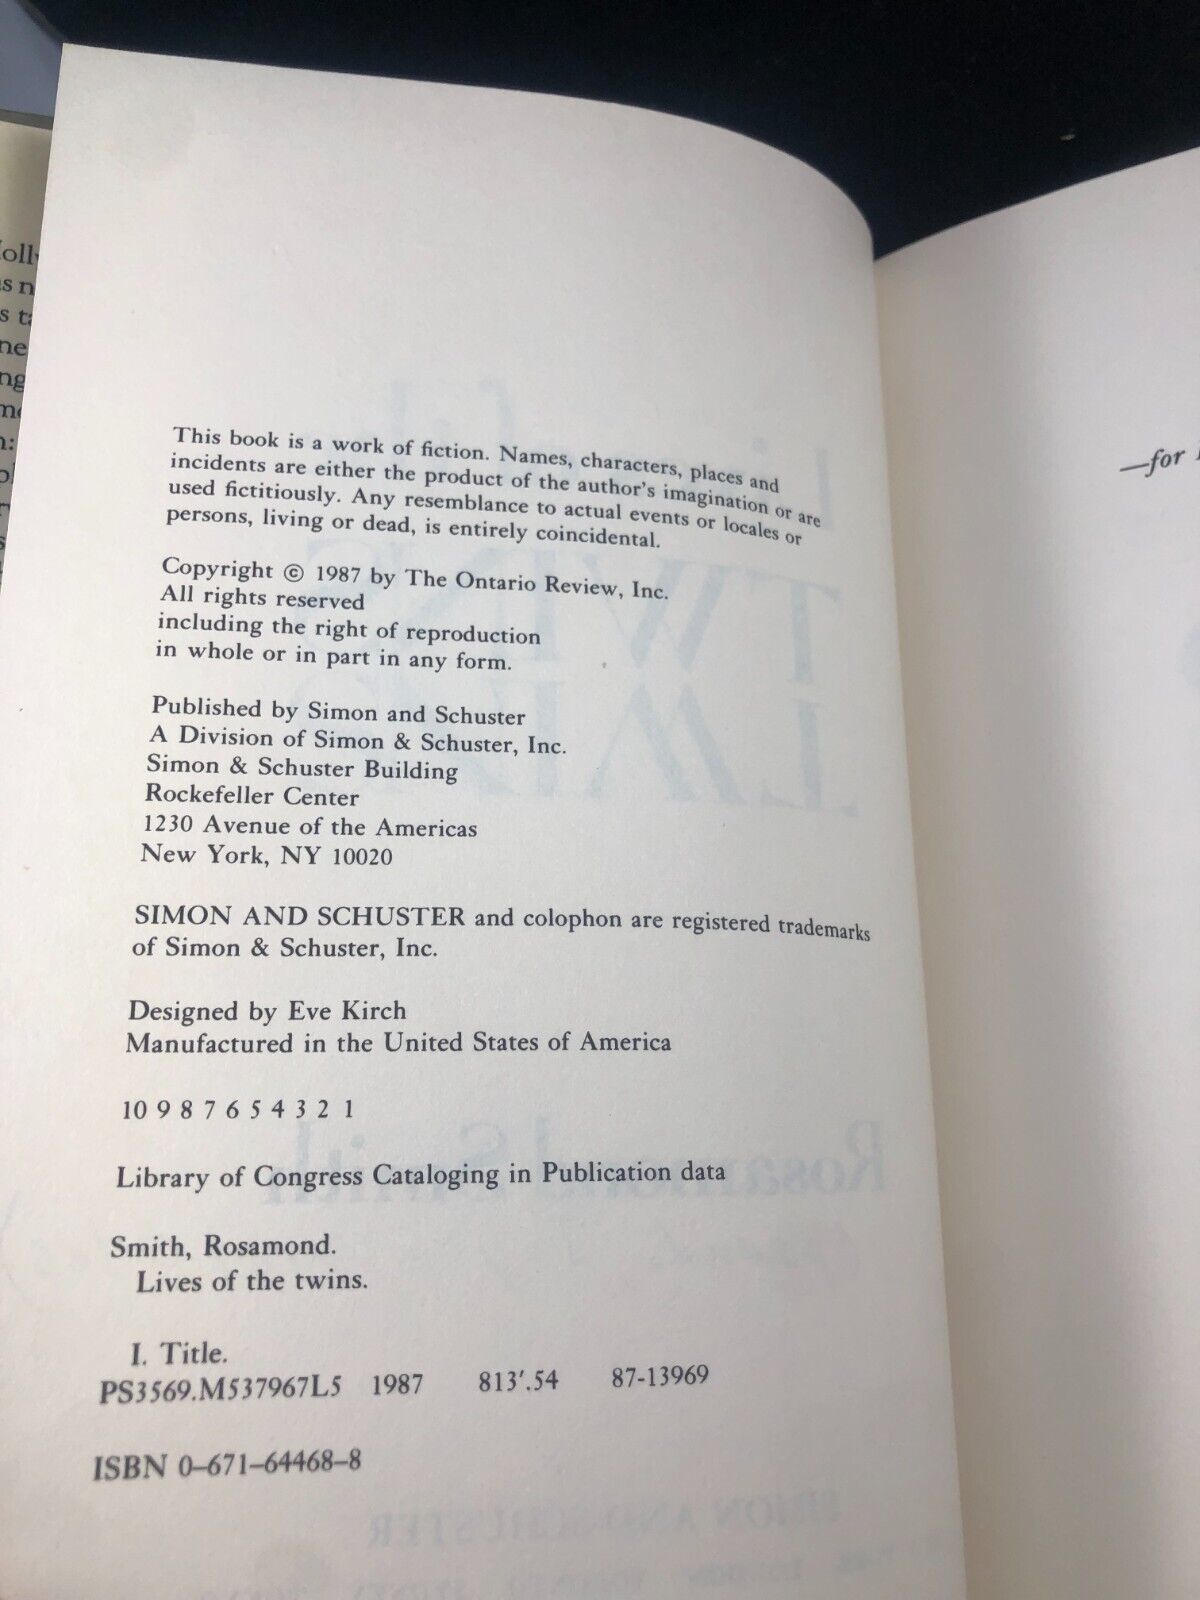 This book is a work of fiction. Names, characters, places and
incidents are either the product of the author's imagination or are
used fictitiously. Any resemblance to actual events or locales or
persons, living or dead, is entirely coincidental.
Copyright © 1987 by The Ontario Review, Inc.
All rights reserved
including the right of reproduction
in whole or in part in any form.
Published by Simon and Schuster
A Division of Simon & Schuster, Inc.
Simon & Schuster Building
Rockefeller Center
1230 Avenue of the Americas
New York, NY 10020
SIMON AND SCHUSTER and colophon are registered trademarks
of Simon & Schuster, Inc.
Designed by Eve Kirch
Manufactured in the United States of America
10 9 8 7 6 5 4 3 2 1
Library of Congress Cataloging in Publication data
Smith, Rosamond.
Lives of the twins.
I. Title.
PS3569.M537967L5 1987 813'.54 87-13969
ISBN 0–671–64468–8
—for